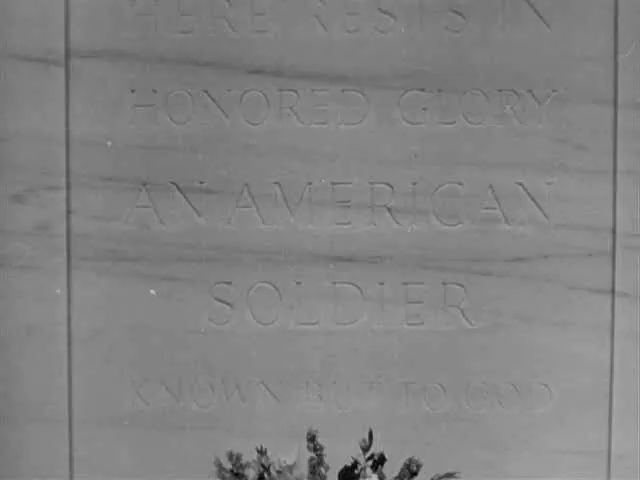 HERE RESTS IN
HONORED GLORY
AN AMERICAN
SOLDIER
KNOWN BUT TO GOD